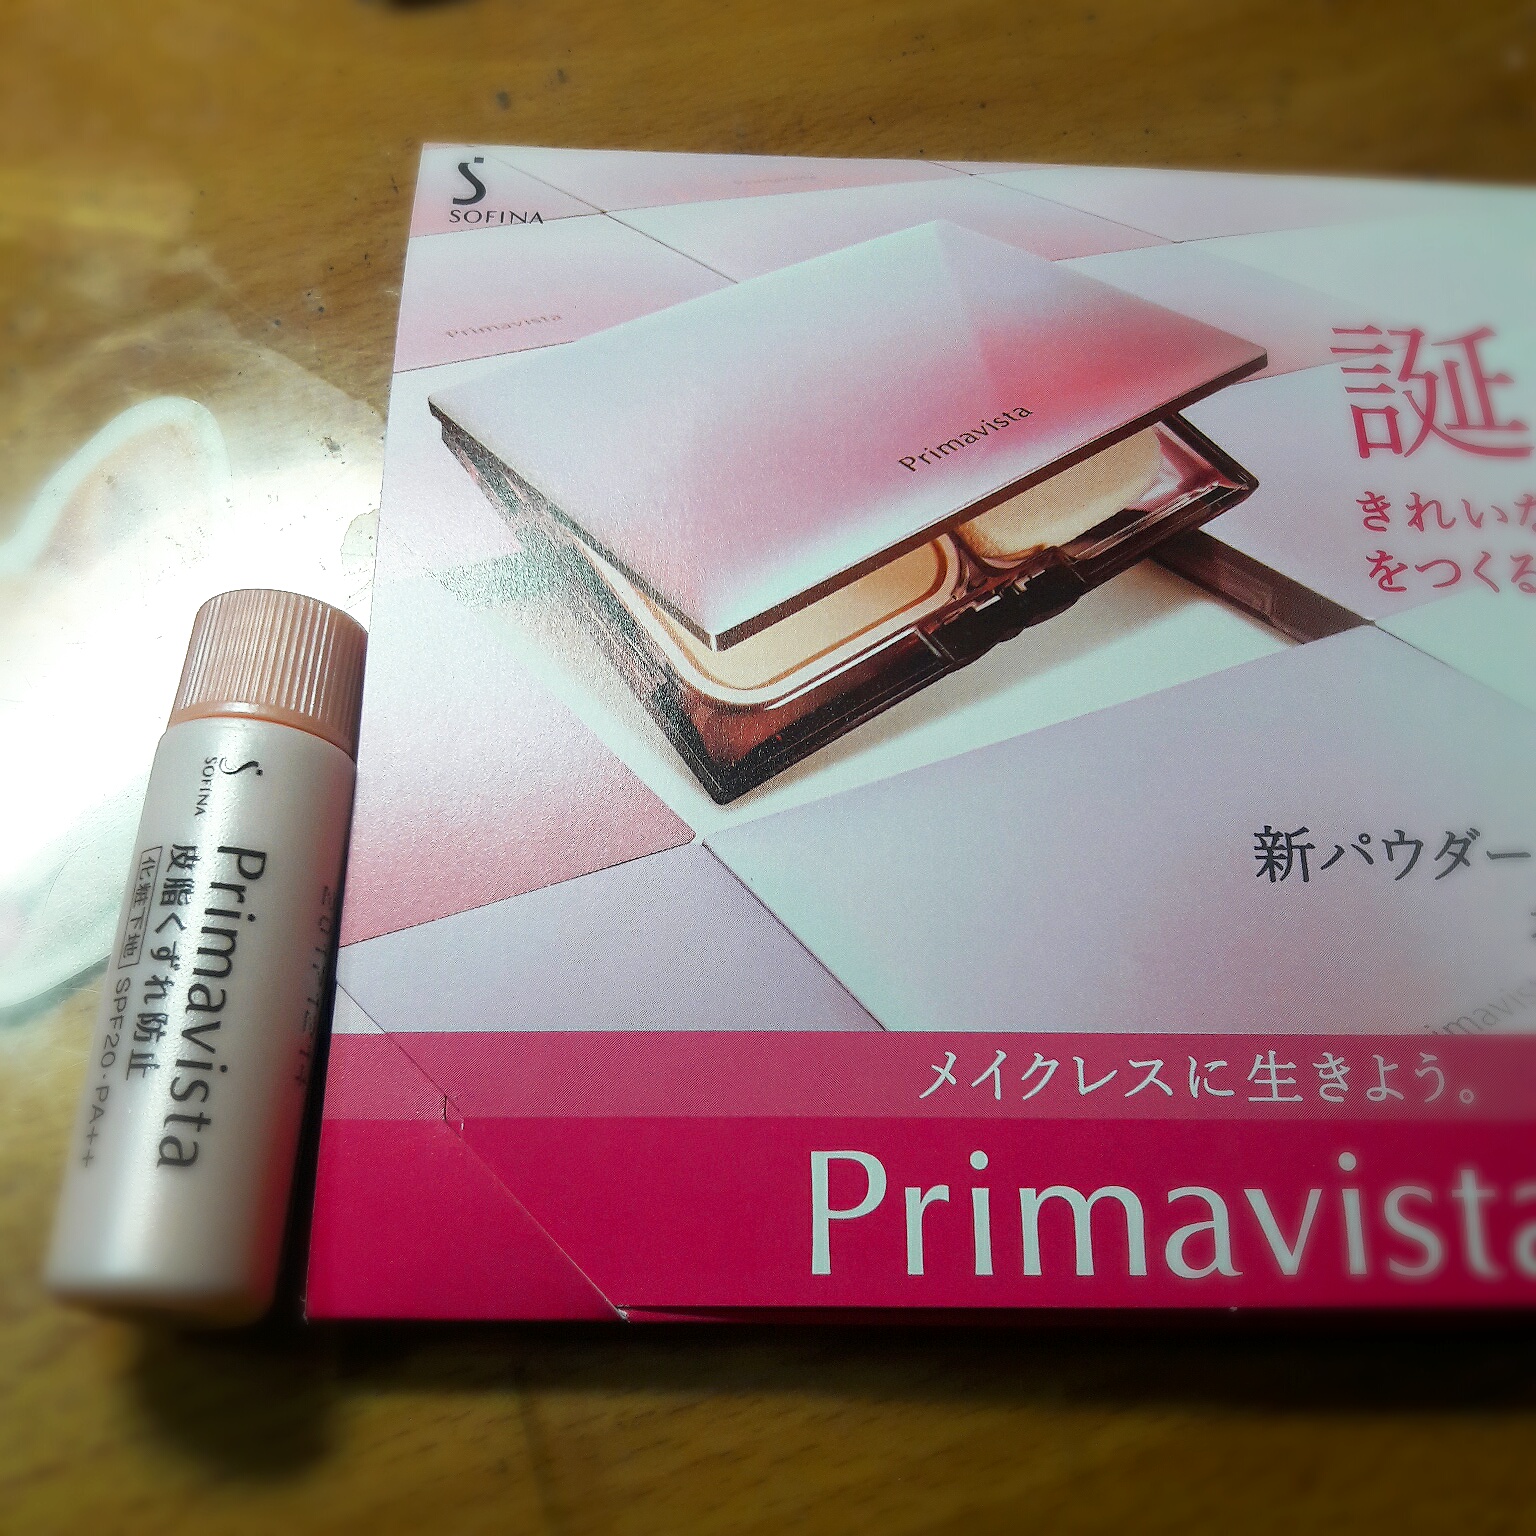 SOFINA
Primavista
Primavista
誕
きれいな
をつくる
新パウダー
メイクレスに生きよう。
Primavista
SOFINA
Primavista
皮脂くずれ防止
化粧下地 SPF20・PA++